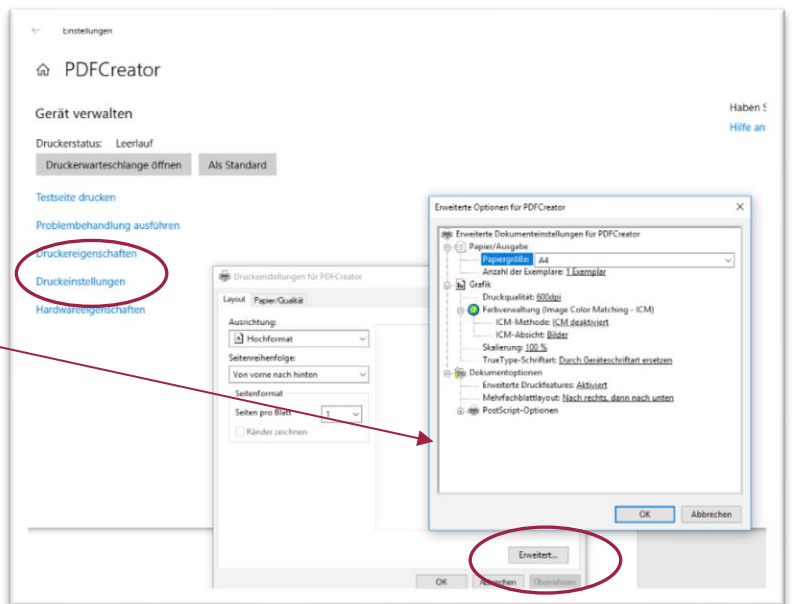 Einstellungen
PDFCreator
Gerät verwalten
Haben S
Hilfe an
Druckerstatus: Leerlauf
Druckerwarteschlange öffnen
Als Standard
Testseite drucken
Problembehandlung ausführen
Druckereigenschaften
Druckeinstellungen
Hardwareeigenschaften
Druckeinstellungen für PDFCreator
Layout Papier/Qualität
Ausrichtung:
Hochformat
Seitenreihenfolge:
Von vorne nach hinten
Seitenformat
Seiten pro Blatt 1
Ränder zeichnen
Erweitert...
OK Abbrechen Übernehmen
Erweiterte Optionen für PDFCreator
Erweiterte Dokumenteinstellungen für PDFCreator
Papier/Ausgabe
Papiergröße: A4
Anzahl der Exemplare: 1 Exemplar
Grafik
Druckqualität: 600dpi
Farbverwaltung (Image Color Matching - ICM)
ICM-Methode: ICM deaktiviert
ICM-Absicht: Bilder
Skalierung: 100 %
TrueType-Schriftart: Durch Geräteschriftart ersetzen
Dokumentoptionen
Erweiterte Druckfeatures: Aktiviert
Mehrfachblattlayout: Nach rechts, dann nach unten
PostScript-Optionen
OK Abbrechen